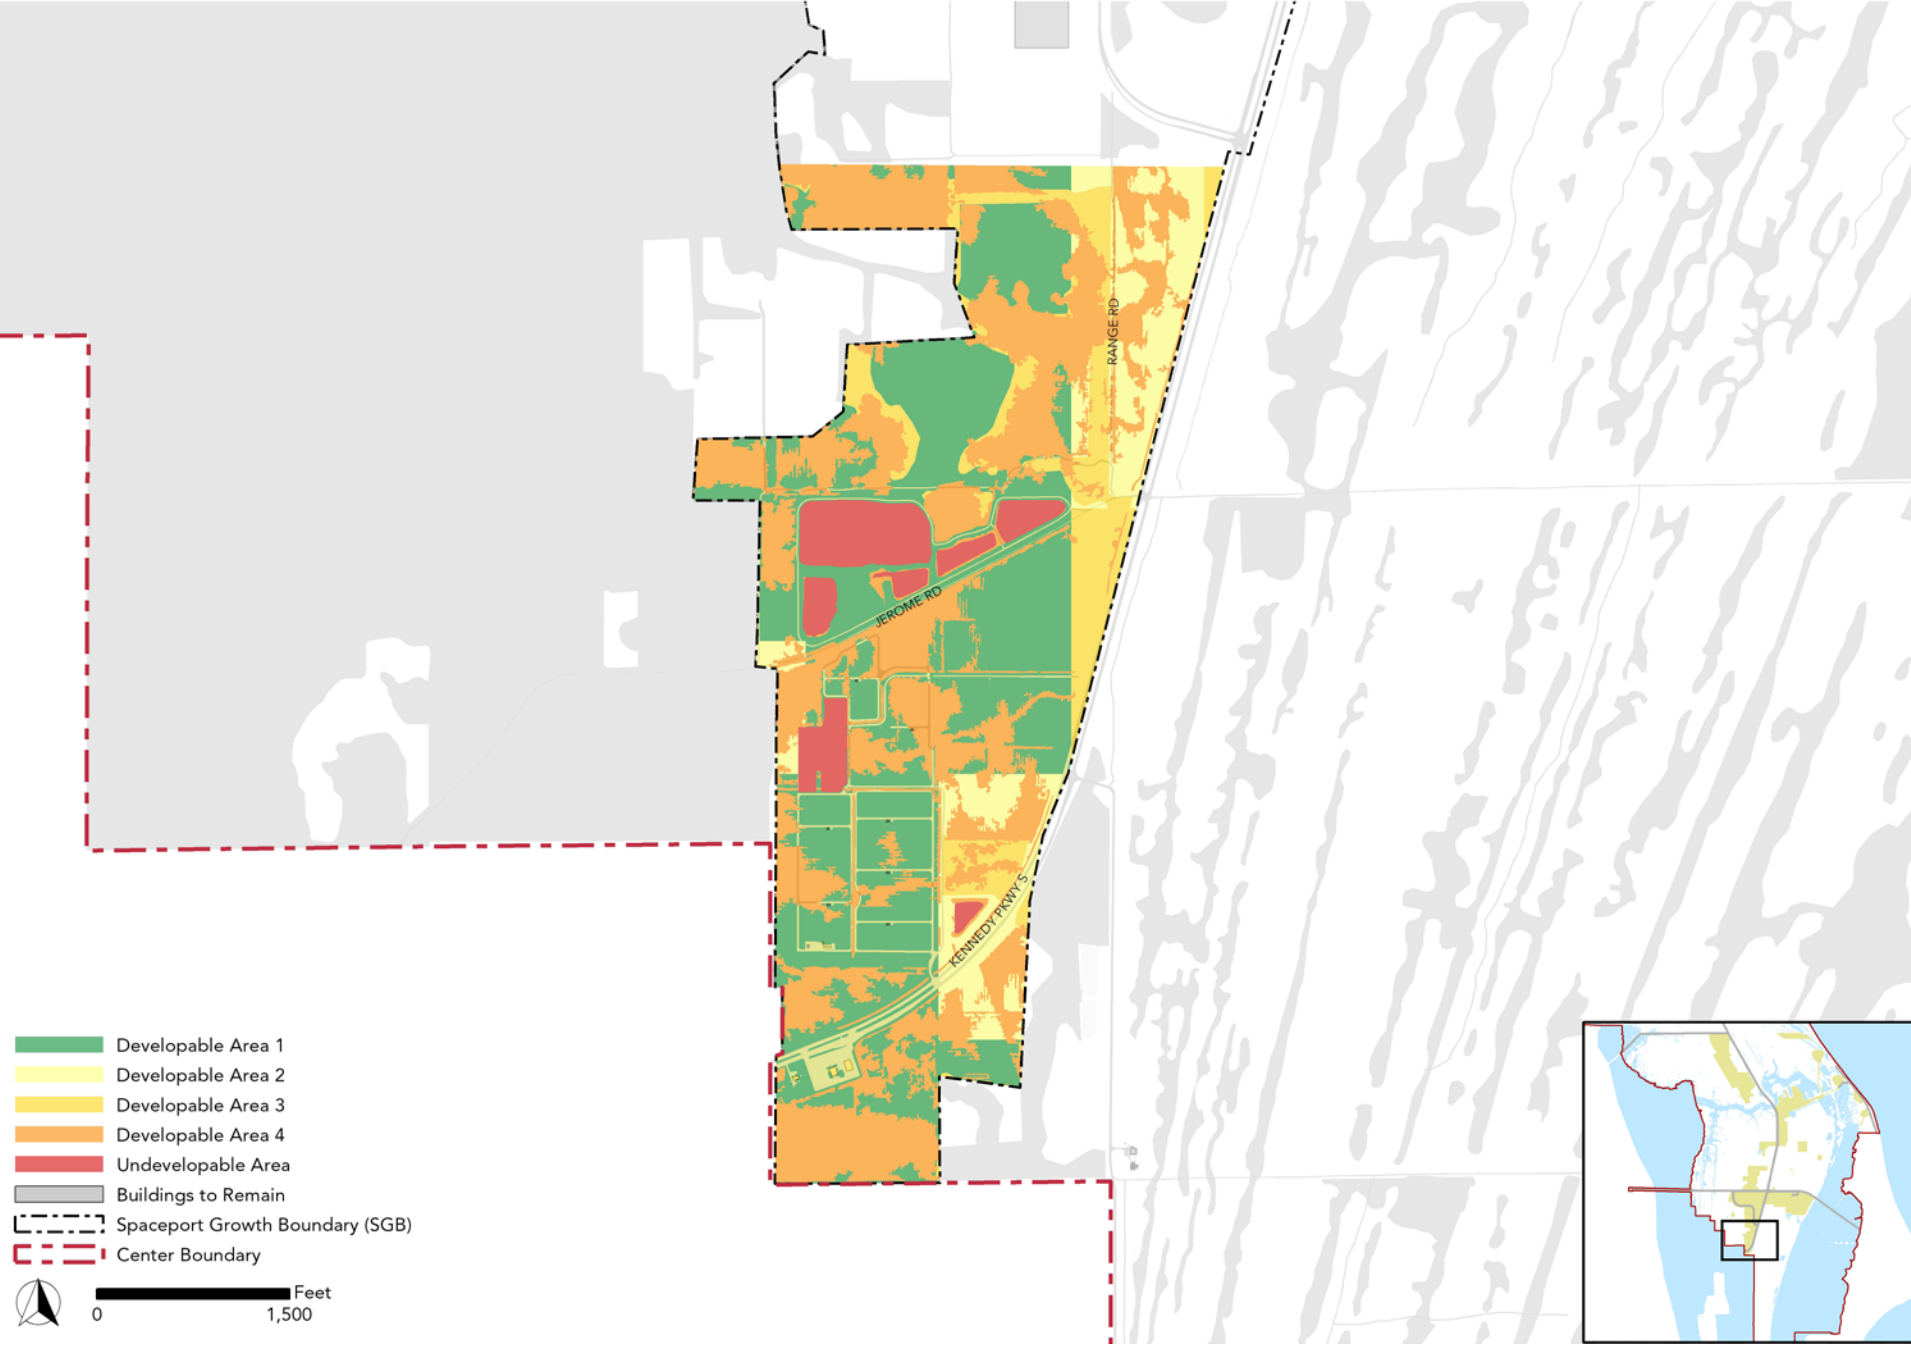 RANGE RD
JEROME RD
KENNEDY PKWY S
Developable Area 1
Developable Area 2
Developable Area 3
Developable Area 4
Undevelopable Area
Buildings to Remain
Spaceport Growth Boundary (SGB)
Center Boundary
Feet
0 1,500